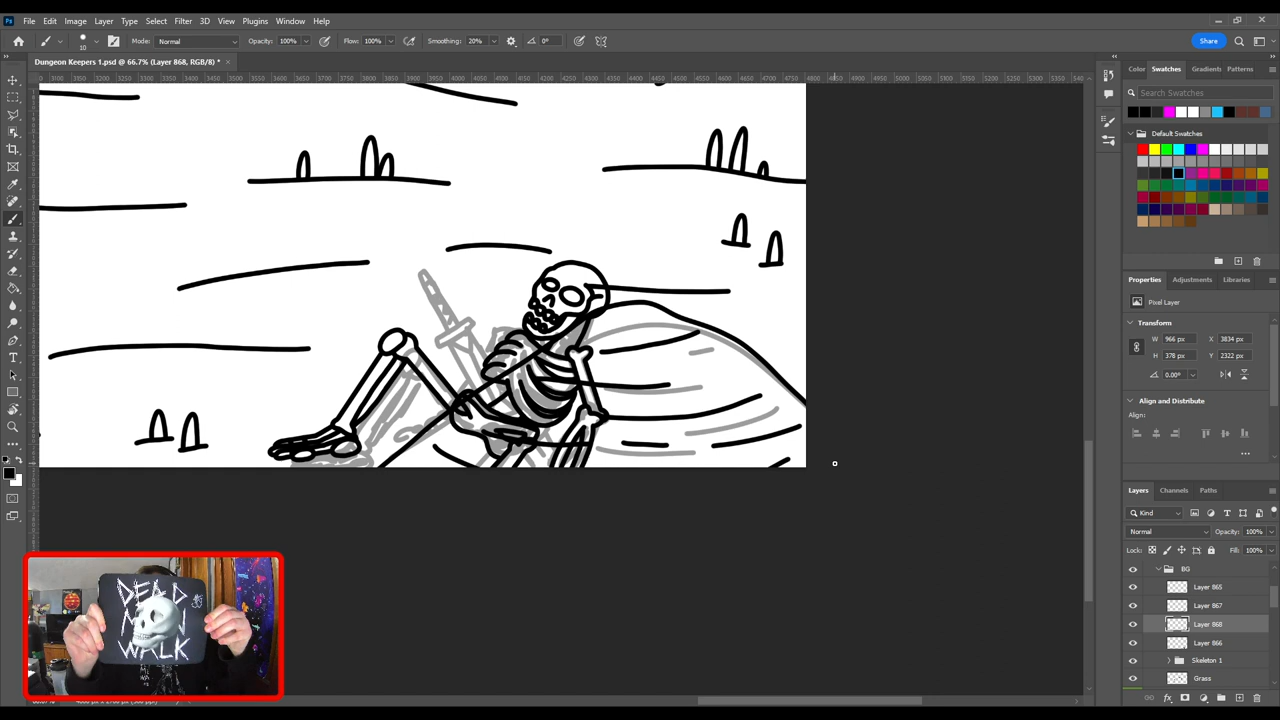 File Edit Image Layer Type Select Filter 3D View Plugins Window Help
10 Mode: Normal Opacity: 100% Flow: 100% Smoothing: 20% 0° Share
Dungeon Keepers 1.psd @ 66.7% (Layer 868, RGB/8) *
Color Swatches Gradients Patterns
Search Swatches
Default Swatches
Properties Adjustments Libraries
Pixel Layer
Transform
W 966 px X 3834 px
H 378 px Y 2322 px
0.00°
Align and Distribute
Align:
Layers Channels Paths
Kind
Normal Opacity: 100%
Lock: Fill: 100%
BG
Layer 865
Layer 867
Layer 868
Layer 866
Skeleton 1
Grass
DEAD
WALK